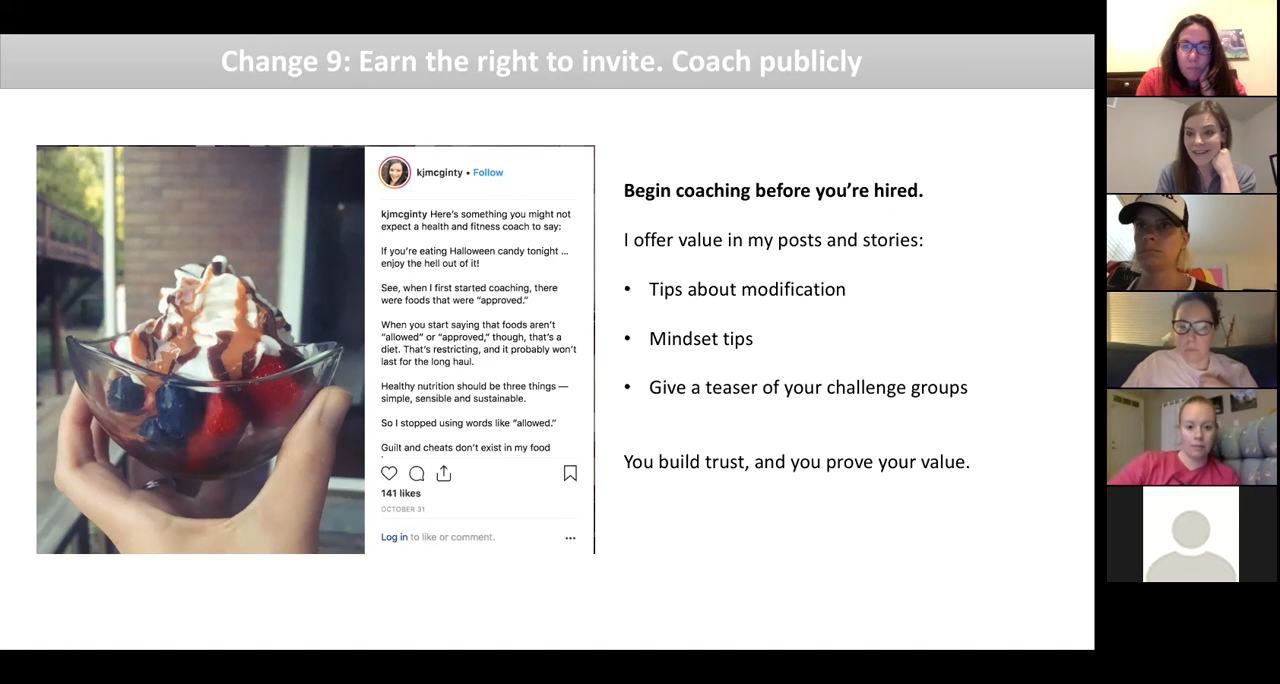 Change 9: Earn the right to invite. Coach publicly
kjmcginty • Follow
kjmcginty Here's something you might not
expect a health and fitness coach to say:
If you're eating Halloween candy tonight ...
enjoy the hell out of it!
See, when I first started coaching, there
were foods that were “approved.”
When you start saying that foods aren't
“allowed” or “approved,” though, that's a
diet. That's restricting, and it probably won't
last for the long haul.
Healthy nutrition should be three things —
simple, sensible and sustainable.
So I stopped using words like “allowed.”
Guilt and cheats don't exist in my food
141 likes
OCTOBER 31
Log in to like or comment.
Begin coaching before you’re hired.
I offer value in my posts and stories:
• Tips about modification
• Mindset tips
• Give a teaser of your challenge groups
You build trust, and you prove your value.